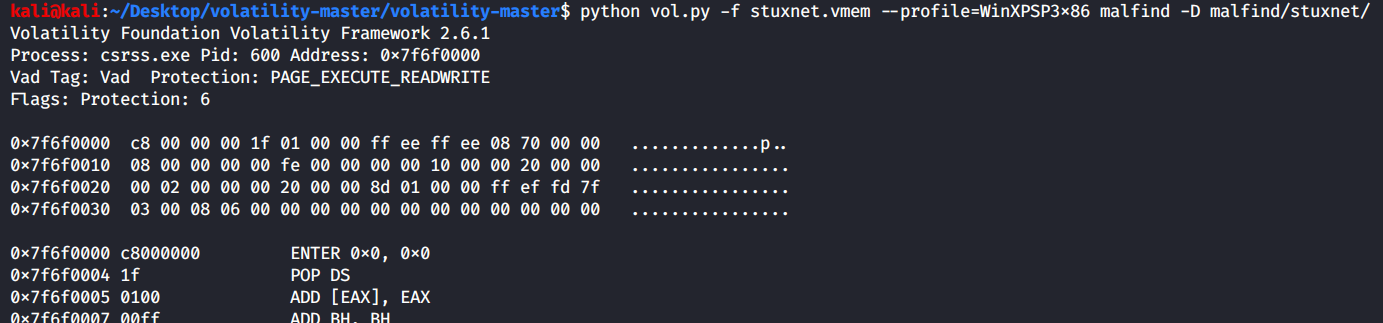 kali@kali:~/Desktop/volatility-master/volatility-master$ python vol.py -f stuxnet.vmem --profile=WinXPSP3×86 malfind -D malfind/stuxnet/
Volatility Foundation Volatility Framework 2.6.1
Process: csrss.exe Pid: 600 Address: 0×7f6f0000
Vad Tag: Vad  Protection: PAGE_EXECUTE_READWRITE
Flags: Protection: 6
0×7f6f0000  c8 00 00 00 1f 01 00 00 ff ee ff ee 08 70 00 00   .............p..
0×7f6f0010  08 00 00 00 00 fe 00 00 00 00 10 00 00 20 00 00   ................
0×7f6f0020  00 02 00 00 00 20 00 00 8d 01 00 00 ff ef fd 7f   ................
0×7f6f0030  03 00 08 06 00 00 00 00 00 00 00 00 00 00 00 00   ................
0×7f6f0000 c8000000         ENTER 0×0, 0×0
0×7f6f0004 1f               POP DS
0×7f6f0005 0100             ADD [EAX], EAX
0×7f6f0007 00ff             ADD BH, BH